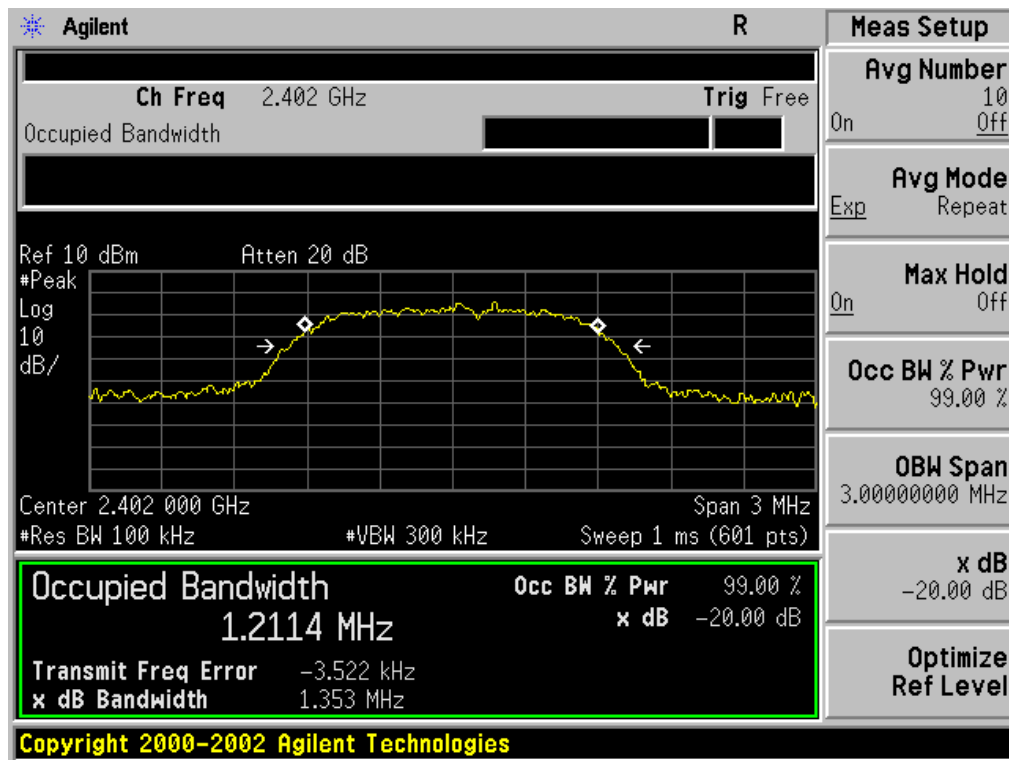 Agilent R Meas Setup
Ch Freq 2.402 GHz Trig Free
Occupied Bandwidth
Ref 10 dBm Atten 20 dB
#Peak
Log
10
dB/
Center 2.402 000 GHz Span 3 MHz
#Res BW 100 kHz #VBW 300 kHz Sweep 1 ms (601 pts)
Occupied Bandwidth Occ BW % Pwr 99.00 %
1.2114 MHz x dB -20.00 dB
Transmit Freq Error -3.522 kHz
x dB Bandwidth 1.353 MHz
Copyright 2000-2002 Agilent Technologies
Avg Number
10
On Off
Avg Mode
Exp Repeat
Max Hold
On Off
Occ BW % Pwr
99.00 %
OBW Span
3.00000000 MHz
x dB
-20.00 dB
Optimize
Ref Level